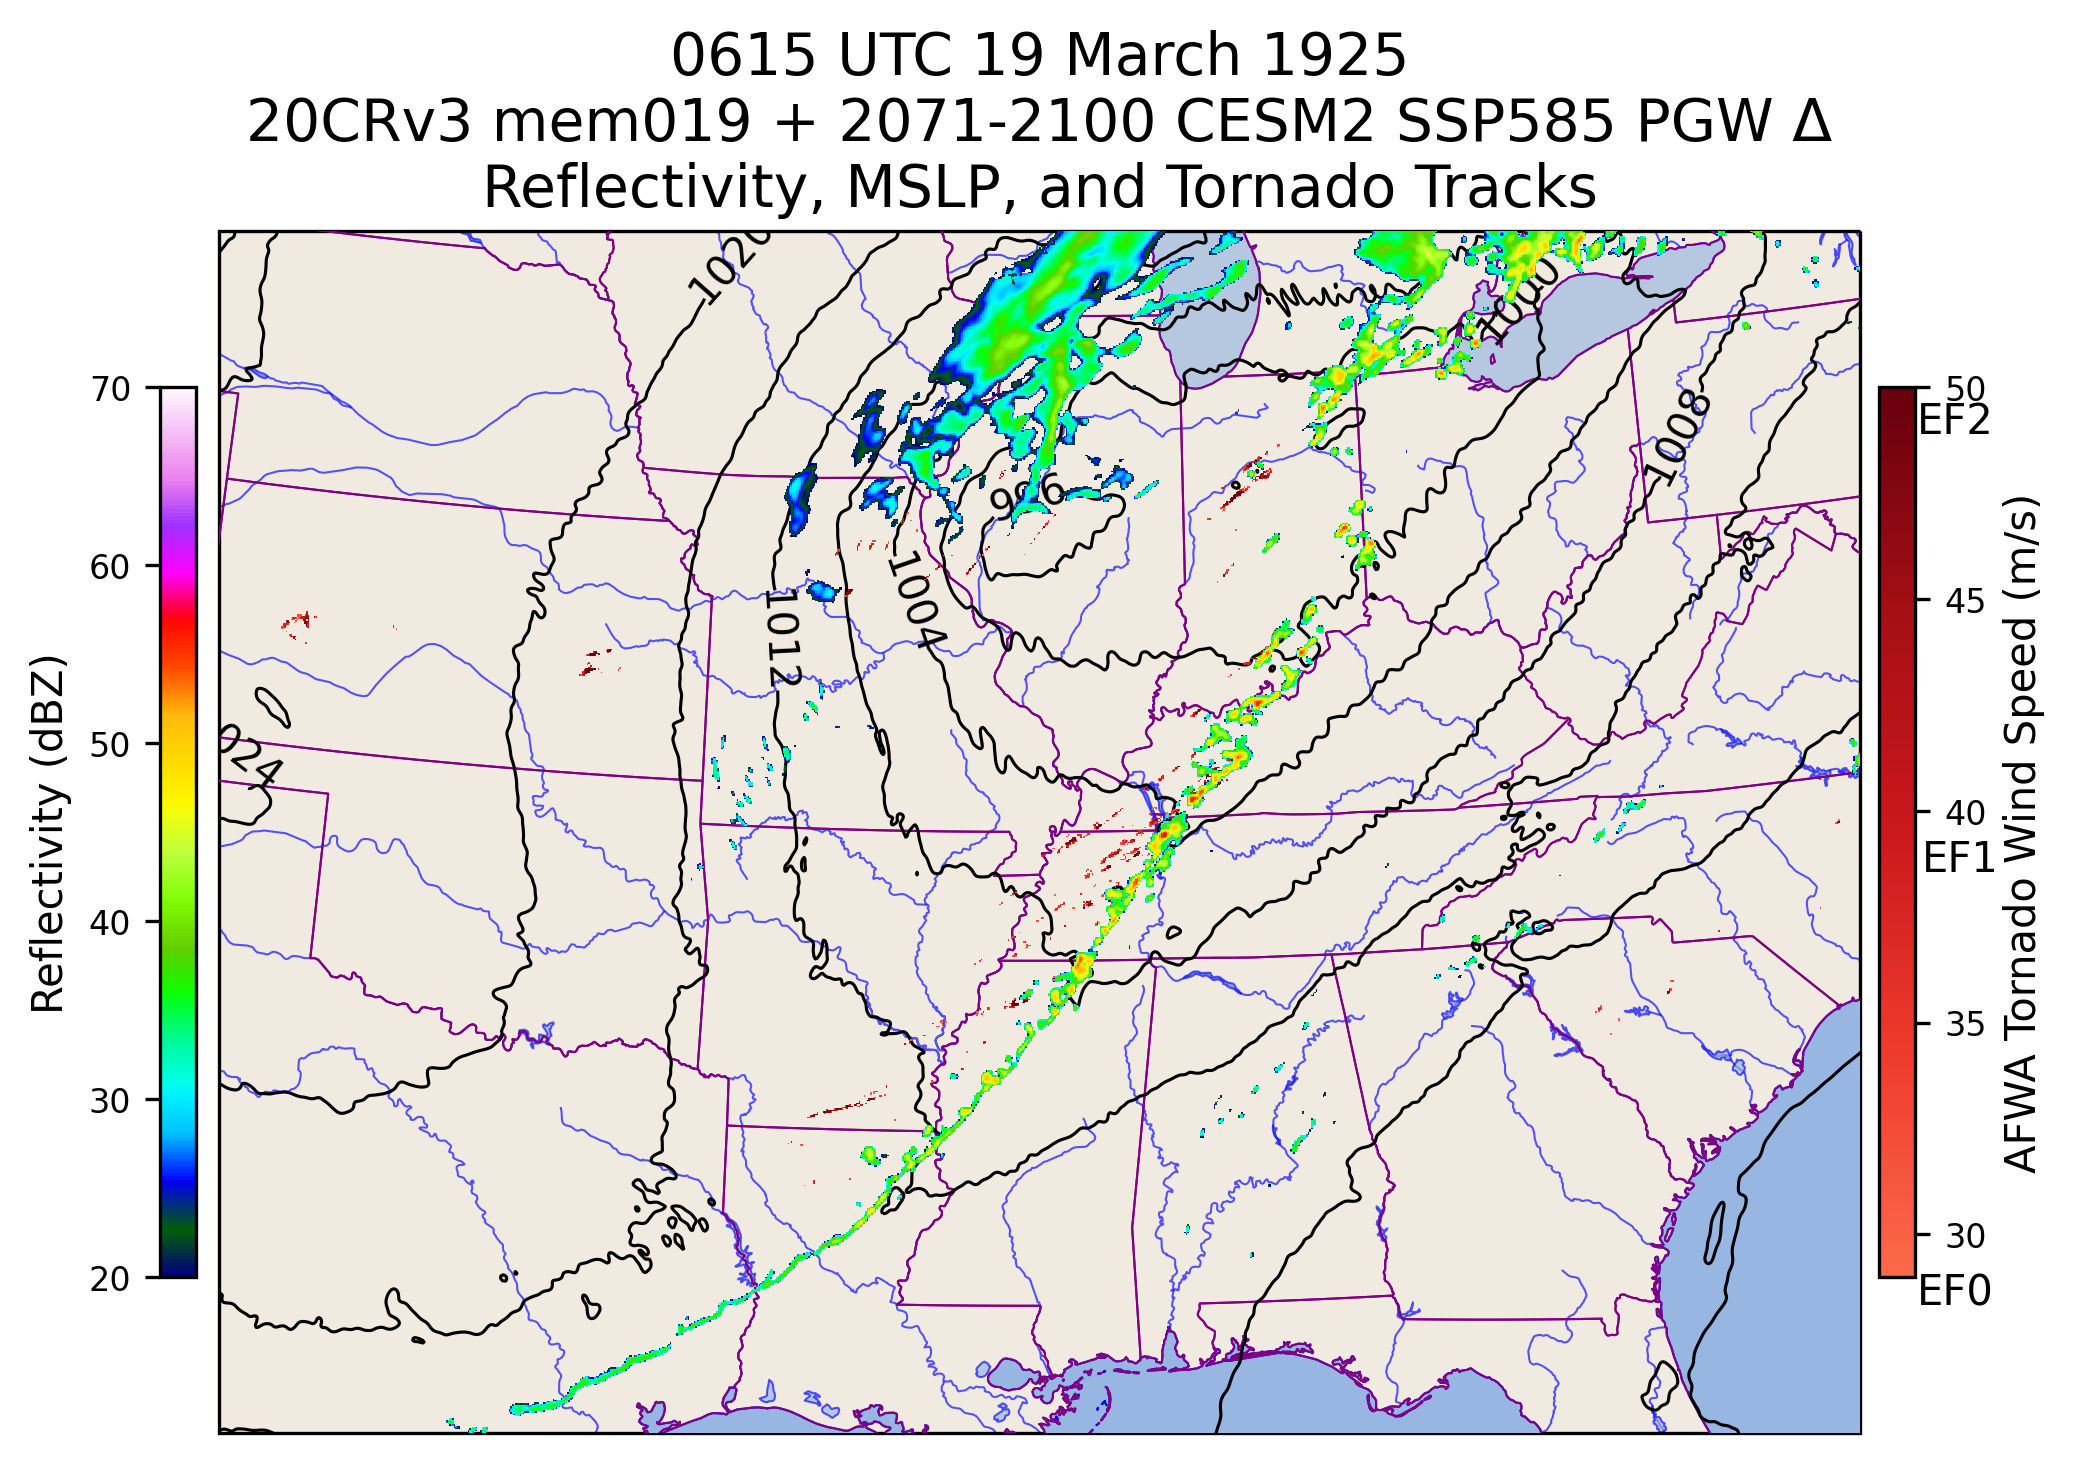 0615 UTC 19 March 1925
20CRv3 mem019 + 2071-2100 CESM2 SSP585 PGW Δ
Reflectivity, MSLP, and Tornado Tracks
Reflectivity (dBZ)
70
60
50
40
30
20
1020
1000
1008
996
1004
1012
024
50
EF2
45
40
EF1
35
30
EF0
AFWA Tornado Wind Speed (m/s)